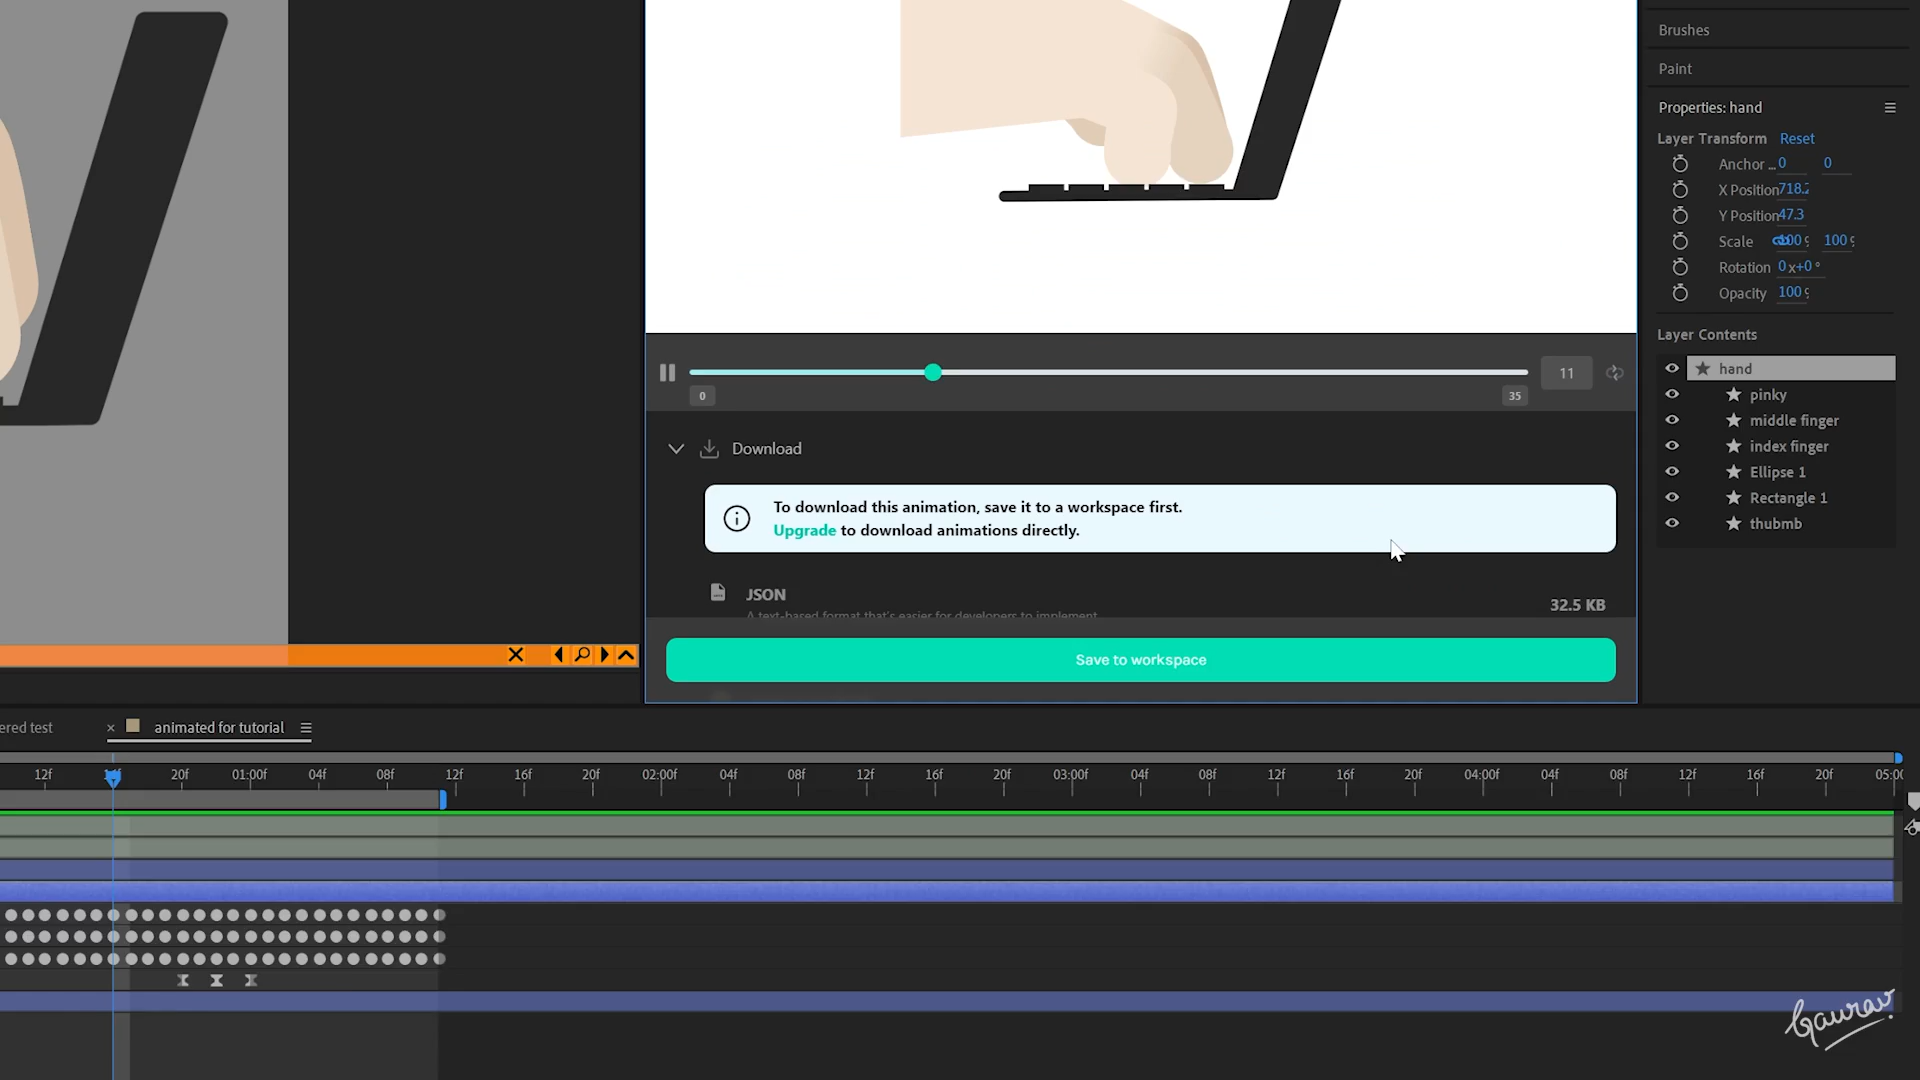 Brushes
Paint
Properties: hand
Layer Transform Reset
Anchor ... 0 0
X Position 718.2
Y Position 47.3
Scale 100 100
Rotation 0x+0°
Opacity 100
Layer Contents
hand
pinky
middle finger
index finger
Ellipse 1
Rectangle 1
thubmb
11
0 35
Download
To download this animation, save it to a workspace first.
Upgrade to download animations directly.
JSON
A text-based format that's easier for developers to implement
32.5 KB
Save to workspace
ered test × animated for tutorial
12f 20f 01:00f 04f 08f 12f 16f 20f 02:00f 04f 08f 12f 16f 20f 03:00f 04f 08f 12f 16f 20f 04:00f 04f 08f 12f 16f 20f 05:00
Gaurav.